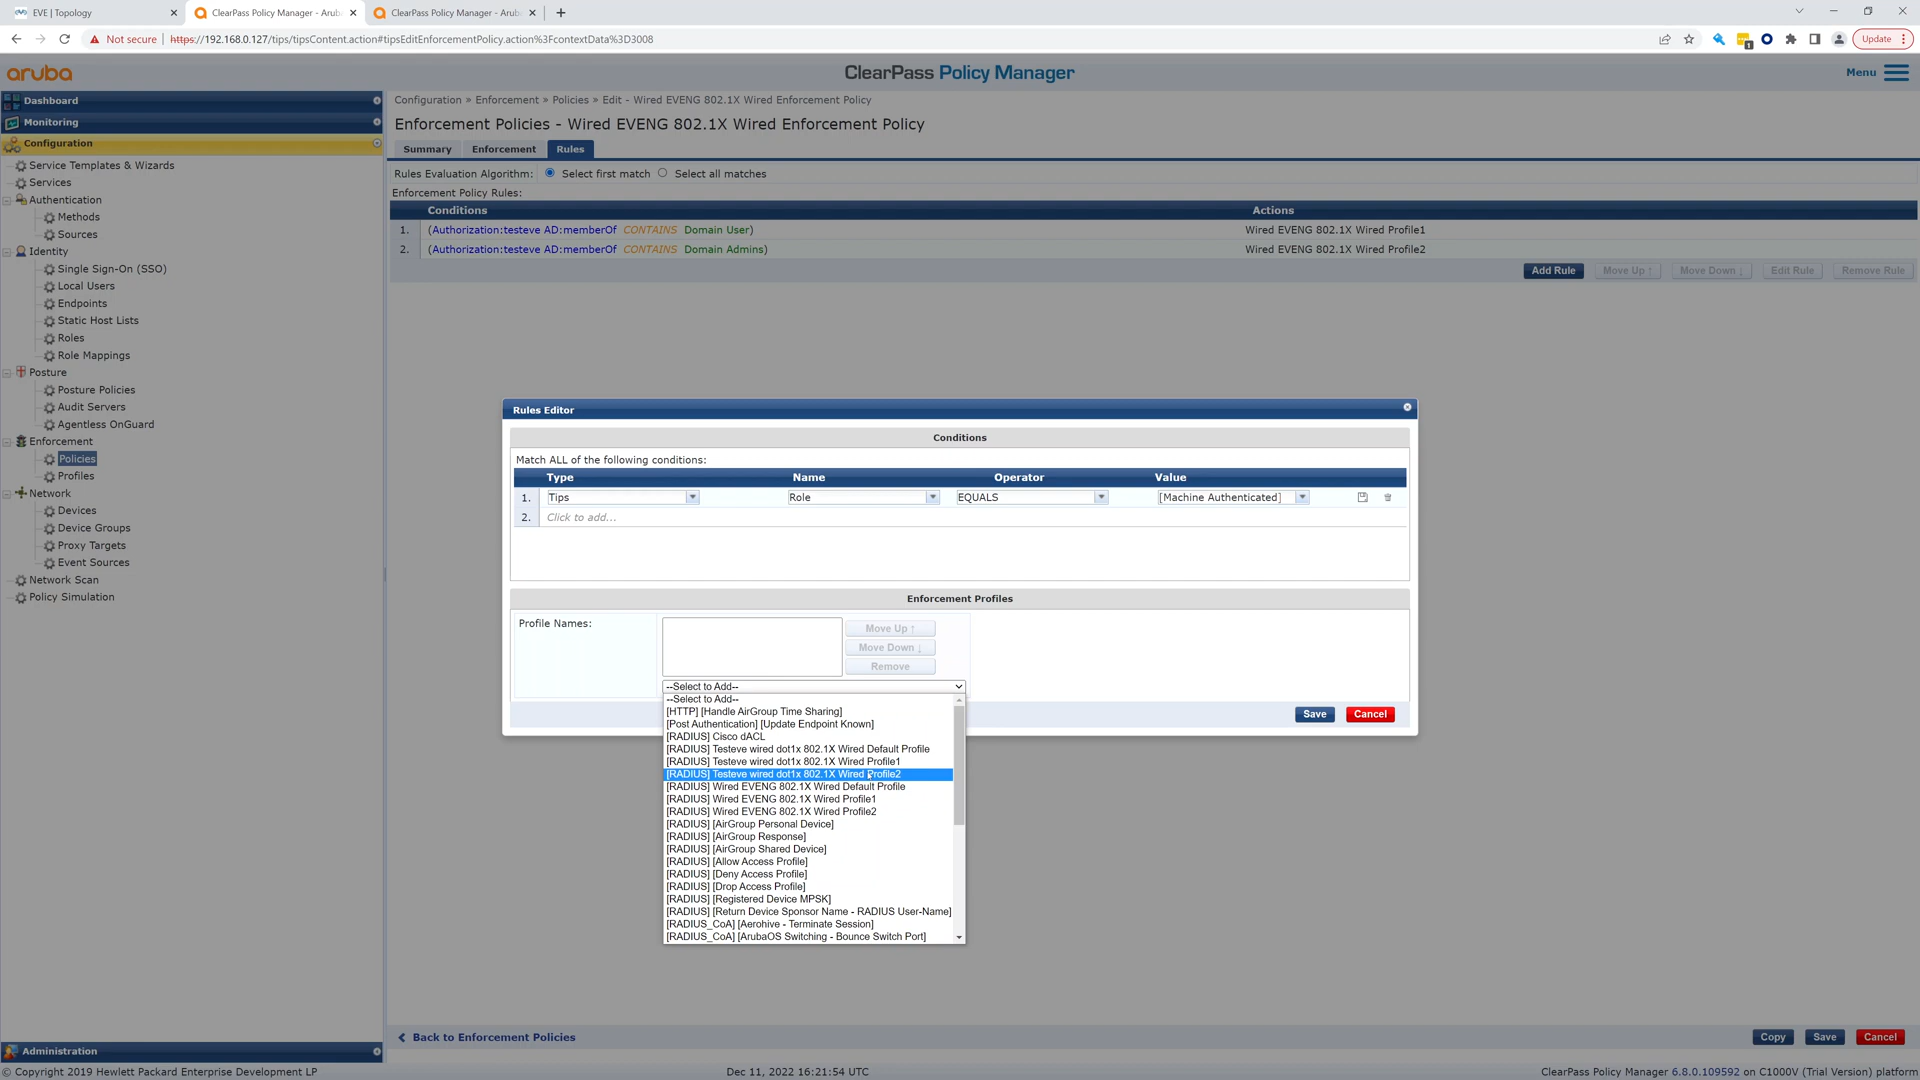 EVE | Topology
ClearPass Policy Manager - Aruba
ClearPass Policy Manager - Aruba
Not secure
https://192.168.0.127/tips/tipsContent.action#tipsEditEnforcementPolicy.action%3FcontextData%3D3008
1
Update
aruba
ClearPass Policy Manager
Menu
Dashboard
Monitoring
Configuration
Service Templates & Wizards
Services
Authentication
Methods
Sources
Identity
Single Sign-On (SSO)
Local Users
Endpoints
Static Host Lists
Roles
Role Mappings
Posture
Posture Policies
Audit Servers
Agentless OnGuard
Enforcement
Policies
Profiles
Network
Devices
Device Groups
Proxy Targets
Event Sources
Network Scan
Policy Simulation
Administration
Configuration » Enforcement » Policies » Edit - Wired EVENG 802.1X Wired Enforcement Policy
Enforcement Policies - Wired EVENG 802.1X Wired Enforcement Policy
Summary Enforcement Rules
Rules Evaluation Algorithm: Select first match Select all matches
Enforcement Policy Rules:
Conditions Actions
1. (Authorization:testeve AD:memberOf CONTAINS Domain User) Wired EVENG 802.1X Wired Profile1
2. (Authorization:testeve AD:memberOf CONTAINS Domain Admins) Wired EVENG 802.1X Wired Profile2
Add Rule Move Up ↑ Move Down ↓ Edit Rule Remove Rule
Rules Editor
Conditions
Match ALL of the following conditions:
Type Name Operator Value
1. Tips Role EQUALS [Machine Authenticated]
2. Click to add...
Enforcement Profiles
Profile Names:
Move Up ↑
Move Down ↓
Remove
--Select to Add--
--Select to Add--
[HTTP] [Handle AirGroup Time Sharing]
[Post Authentication] [Update Endpoint Known]
[RADIUS] Cisco dACL
[RADIUS] Testeve wired dot1x 802.1X Wired Default Profile
[RADIUS] Testeve wired dot1x 802.1X Wired Profile1
[RADIUS] Testeve wired dot1x 802.1X Wired Profile2
[RADIUS] Wired EVENG 802.1X Wired Default Profile
[RADIUS] Wired EVENG 802.1X Wired Profile1
[RADIUS] Wired EVENG 802.1X Wired Profile2
[RADIUS] [AirGroup Personal Device]
[RADIUS] [AirGroup Response]
[RADIUS] [AirGroup Shared Device]
[RADIUS] [Allow Access Profile]
[RADIUS] [Deny Access Profile]
[RADIUS] [Drop Access Profile]
[RADIUS] [Registered Device MPSK]
[RADIUS] [Return Device Sponsor Name - RADIUS User-Name]
[RADIUS_CoA] [Aerohive - Terminate Session]
[RADIUS_CoA] [ArubaOS Switching - Bounce Switch Port]
Save Cancel
Back to Enforcement Policies
Copy Save Cancel
© Copyright 2019 Hewlett Packard Enterprise Development LP
Dec 11, 2022 16:21:54 UTC
ClearPass Policy Manager 6.8.0.109592 on C1000V (Trial Version) platform